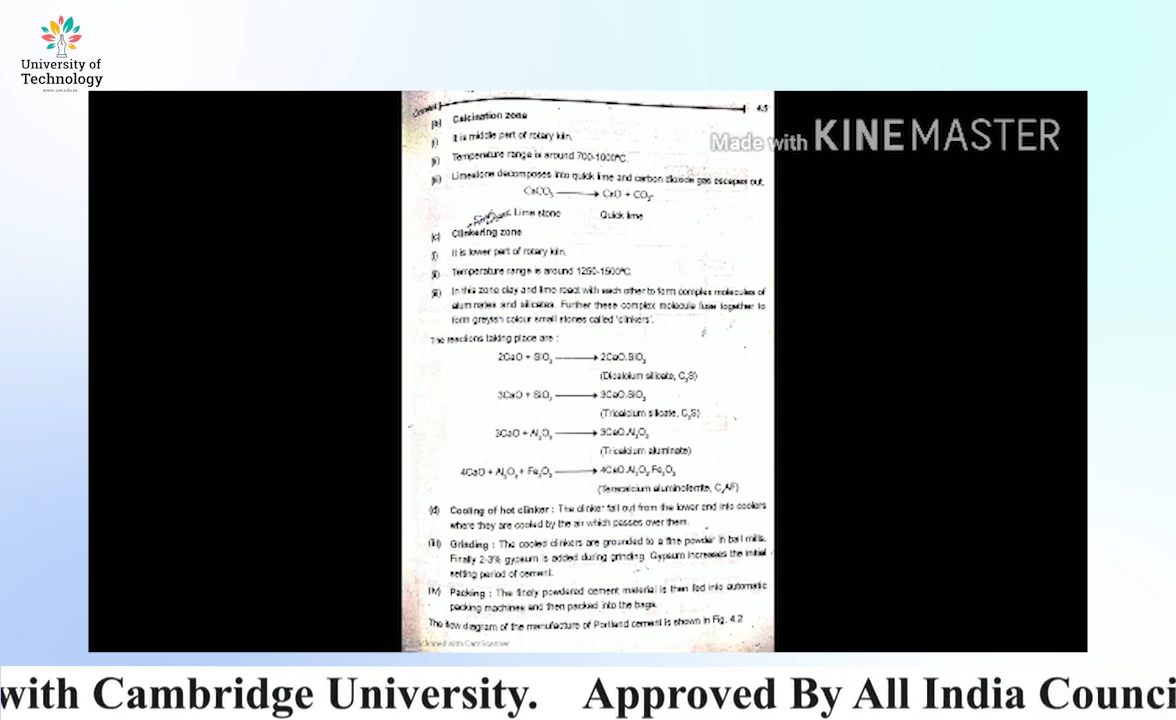 University of
Technology
www.uot.edu.in
Made with KINEMASTER
Cement
4.5
(b) Calcination zone
(i) It is middle part of rotary kiln.
(ii) Temperature range is around 700-1000°C.
(iii) Limestone decomposes into quick lime and carbon dioxide gas escapes out.
CaCO₃ ⟶ CaO + CO₂
Lime stone Quick lime
(c) Clinkering zone
(i) It is lower part of rotary kiln.
(ii) Temperature range is around 1250-1500°C.
(iii) In this zone clay and lime react with each other to form complex molecules of
aluminates and silicates. Further these complex molecule fuse together to
form greyish colour small stones called 'clinkers'.
The reactions taking place are :
2CaO + SiO₂ ⟶ 2CaO.SiO₂
(Dicalcium silicate, C₂S)
3CaO + SiO₂ ⟶ 3CaO.SiO₂
(Tricalcium silicate, C₃S)
3CaO + Al₂O₃ ⟶ 3CaO.Al₂O₃
(Tricalcium aluminate)
4CaO + Al₂O₃ + Fe₂O₃ ⟶ 4CaO.Al₂O₃.Fe₂O₃
(Teracalcium aluminoferrite, C₄AF)
(d) Cooling of hot clinker : The clinker fall out from the lower end into coolers
where they are cooled by the air which passes over them.
(iii) Grinding : The cooled clinkers are grounded to a fine powder in ball mills.
Finally 2-3% gypsum is added during grinding. Gypsum increases the initial
setting period of cement.
(iv) Packing : The finely powdered cement material is then fed into automatic
packing machines and then packed into the bags.
The flow diagram of the manufacture of Portland cement is shown in Fig. 4.2
Scanned with CamScanner
with Cambridge University. Approved By All India Counci